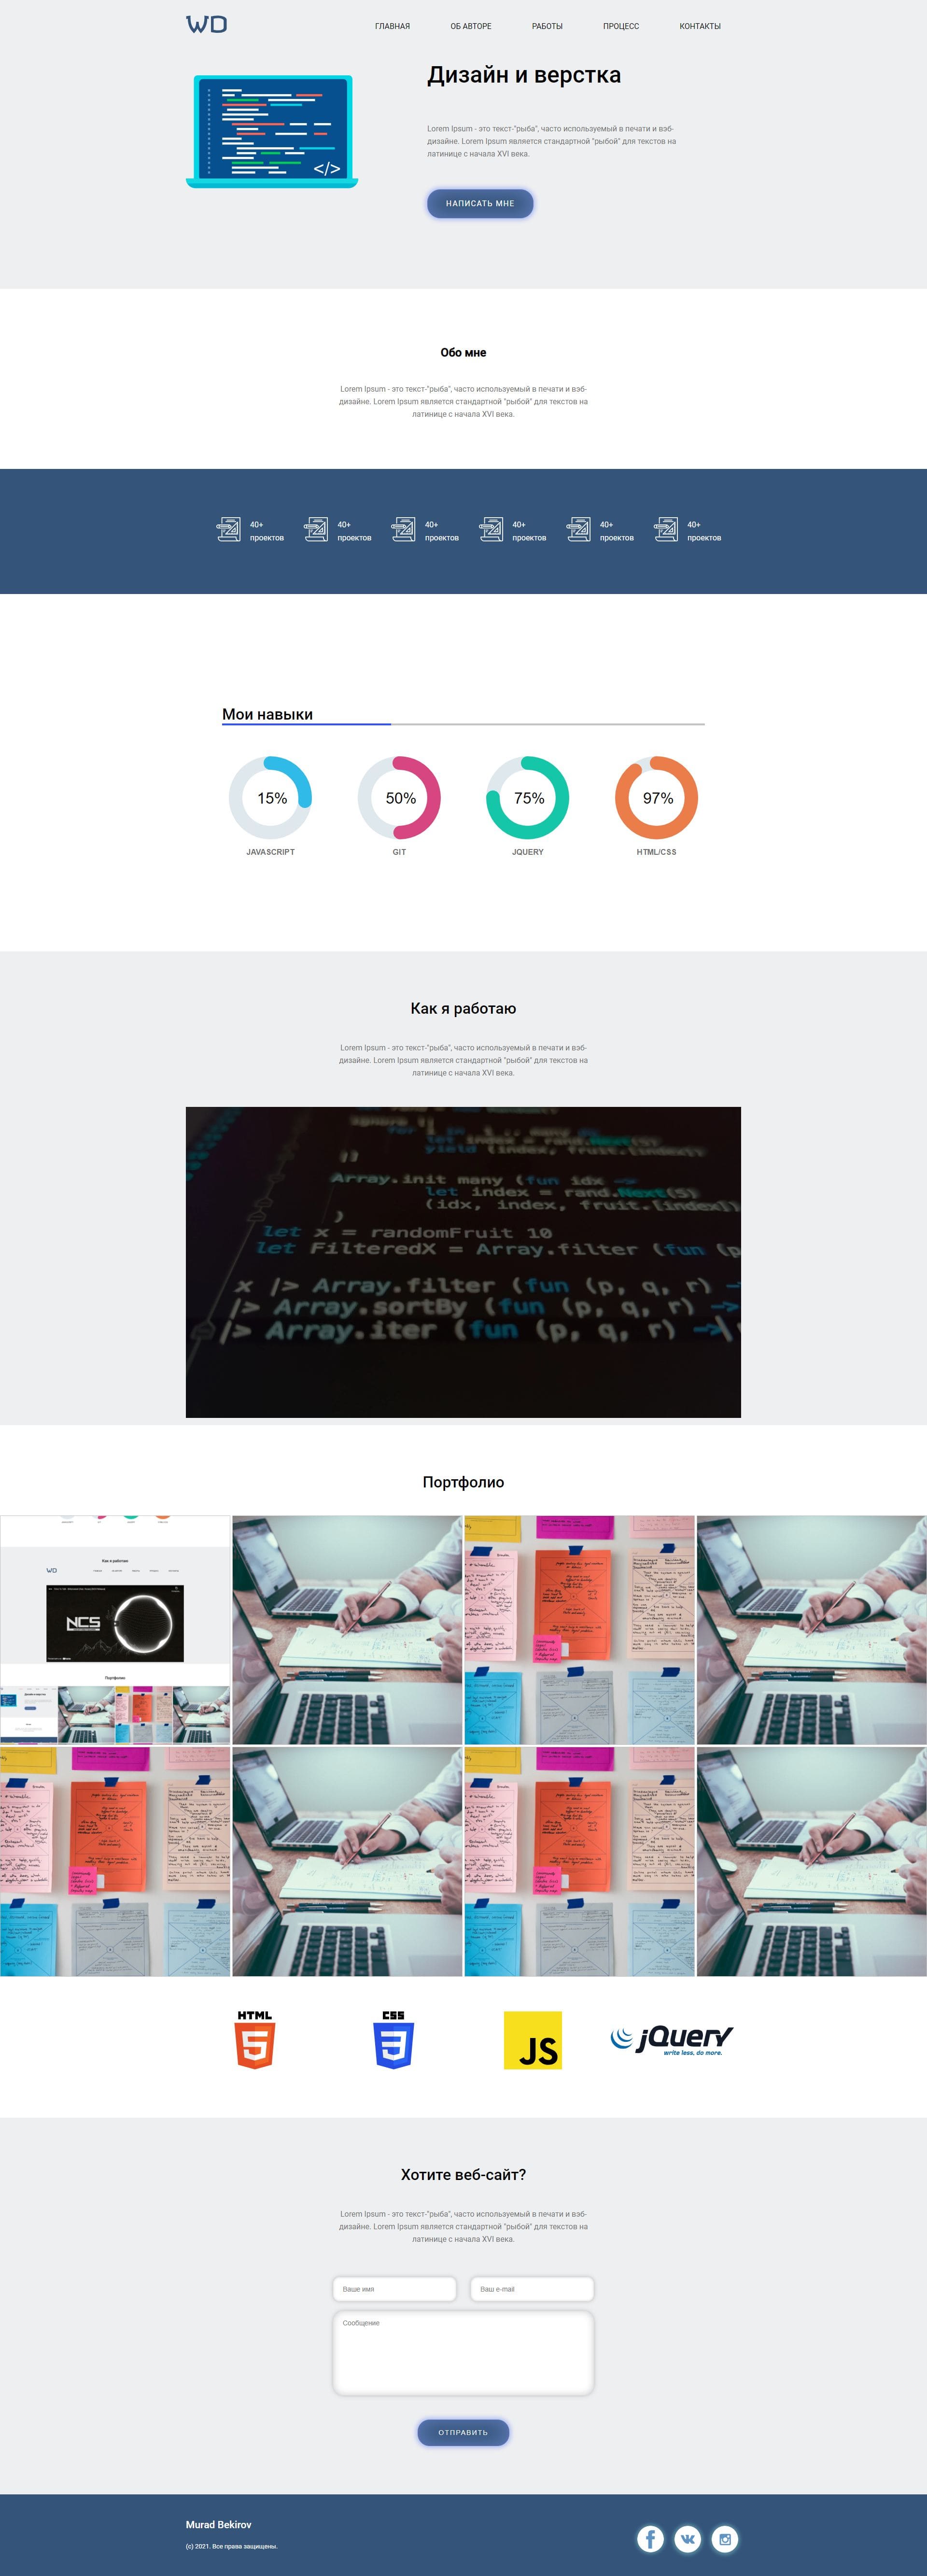 WD
ГЛАВНАЯ
ОБ АВТОРЕ
РАБОТЫ
ПРОЦЕСС
КОНТАКТЫ
Дизайн и верстка
Lorem Ipsum - это текст-"рыба", часто используемый в печати и вэб-
дизайне. Lorem Ipsum является стандартной "рыбой" для текстов на
латинице с начала XVI века.
</>
НАПИСАТЬ МНЕ
Обо мне
Lorem Ipsum - это текст-"рыба", часто используемый в печати и вэб-
дизайне. Lorem Ipsum является стандартной "рыбой" для текстов на
латинице с начала XVI века.
40+
проектов
40+
проектов
40+
проектов
40+
проектов
40+
проектов
40+
проектов
Мои навыки
15%
50%
75%
97%
JAVASCRIPT
GIT
JQUERY
HTML/CSS
Как я работаю
Lorem Ipsum - это текст-"рыба", часто используемый в печати и вэб-
дизайне. Lorem Ipsum является стандартной "рыбой" для текстов на
латинице с начала XVI века.
let index = rand.Next(S)
yield (index, fruit.
Array.init many (fun idx ->
let index = rand.Next(S)
(idx, index, fruit.
let x = randomFruit 10
let FilteredX = Array.filter (fun (p,
x |> Array.filter (fun (p, q, r) ->
|> Array.sortBy (fun (p, q, r) ->
|> Array.iter (fun (p, q, r) ->
Портфолио
Как я работаю
WD
NCS
Портфолио
HTML
5
CSS
3
JS
jQuery
write less, do more.
Хотите веб-сайт?
Lorem Ipsum - это текст-"рыба", часто используемый в печати и вэб-
дизайне. Lorem Ipsum является стандартной "рыбой" для текстов на
латинице с начала XVI века.
Ваше имя
Ваш e-mail
Сообщение
ОТПРАВИТЬ
Murad Bekirov
(c) 2021. Все права защищены.